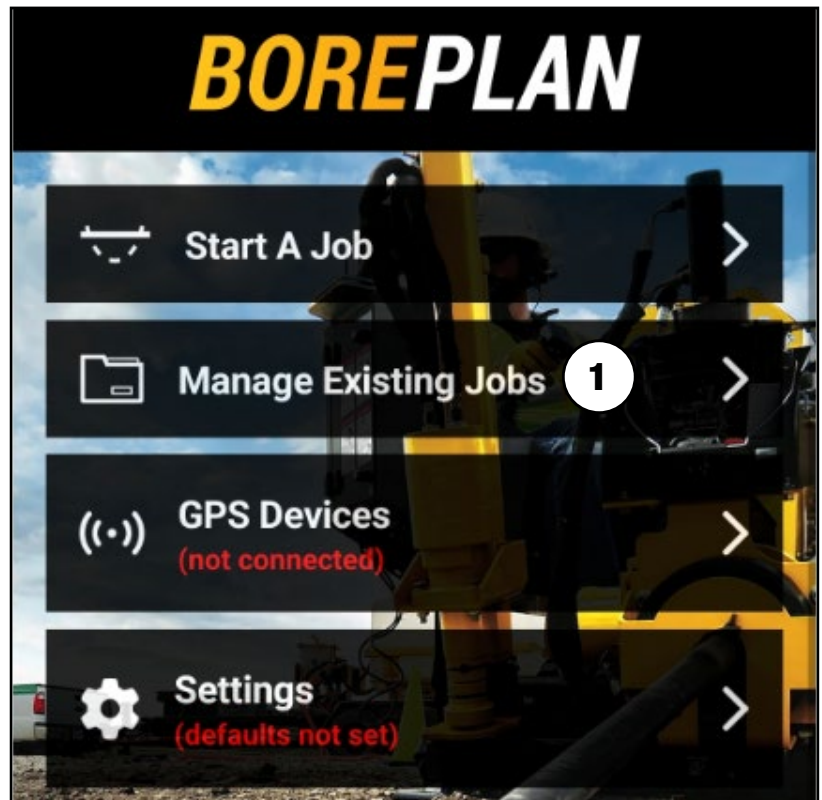 BOREPLAN
Start A Job
Manage Existing Jobs 1
GPS Devices
(not connected)
Settings
(defaults not set)